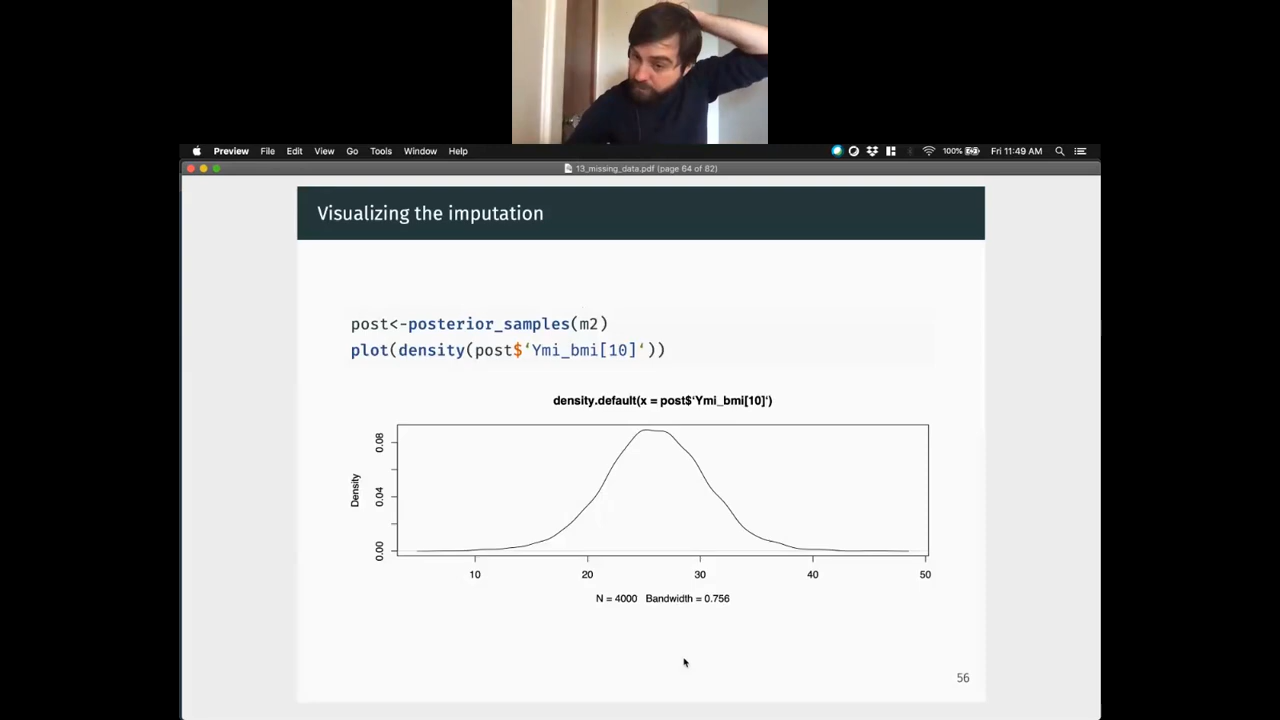 Preview File Edit View Go Tools Window Help 100% Fri 11:49 AM
13_missing_data.pdf (page 64 of 82)
Visualizing the imputation
post<-posterior_samples(m2)
plot(density(post$‘Ymi_bmi[10]‘))
density.default(x = post$‘Ymi_bmi[10]‘)
Density
0.08
0.04
0.00
10 20 30 40 50
N = 4000 Bandwidth = 0.756
56